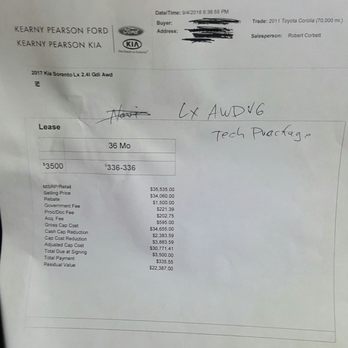 Date/Time: 9/4/2018 6:36:59 PM
KEARNY PEARSON FORD
KEARNY PEARSON KIA
Ford
KIA
Buyer:
Address:
Trade: 2011 Toyota Corolla (70,000 mi.)
Salesperson: Robert Corbett
2017 Kia Sorento Lx 2.4l Gdi Awd
Navi
LX AWD V6
Tech Package
Lease
36 Mo
$3500 $336-336
MSRP/Retail $35,535.00
Selling Price $34,060.00
Rebate $1,500.00
Government Fee $221.39
Proc/Doc Fee $202.75
Acq. Fee $595.00
Gross Cap Cost $34,655.00
Cash Cap Reduction $2,383.59
Cap Cost Reduction $3,883.59
Adjusted Cap Cost $30,771.41
Total Due at Signing $3,500.00
Total Payment $335.55
Residual Value $22,387.00